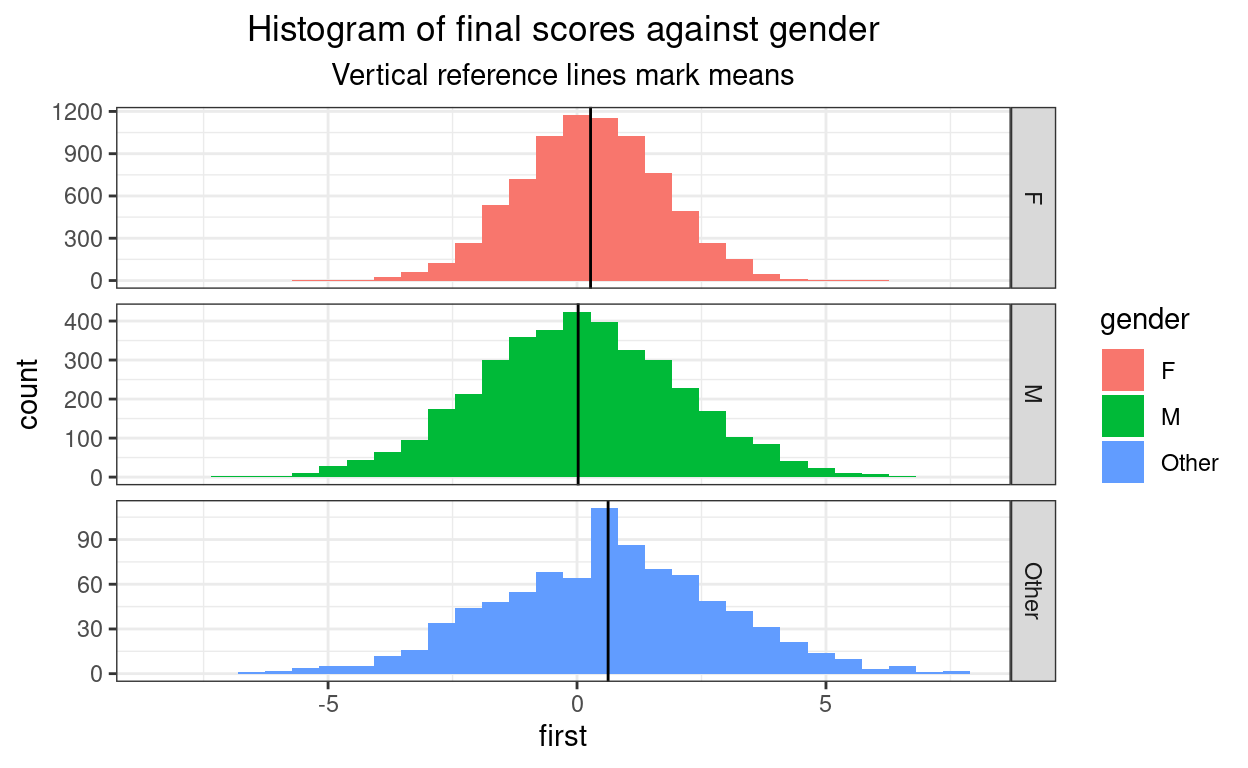 Histogram of final scores against gender
Vertical reference lines mark means
1200
900
600
300
0
F
400
300
200
100
0
M
90
60
30
0
Other
-5
0
5
first
count
gender
F
M
Other